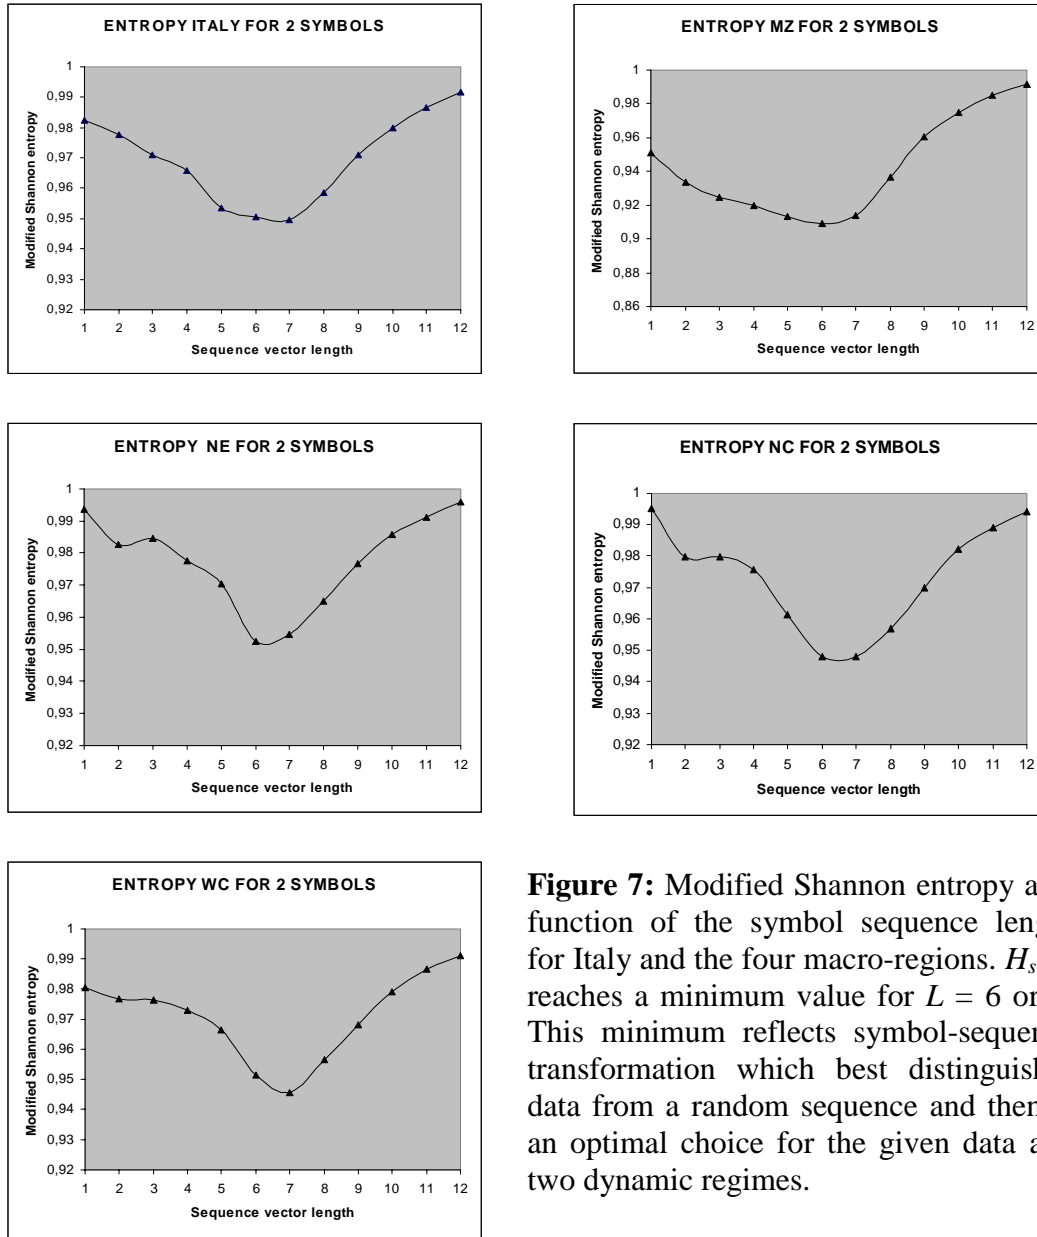 ENTROPY ITALY FOR 2 SYMBOLS
Modified Shannon entropy
1
0,99
0,98
0,97
0,96
0,95
0,94
0,93
0,92
1 2 3 4 5 6 7 8 9 10 11 12
Sequence vector length
ENTROPY MZ FOR 2 SYMBOLS
Modified Shannon entropy
1
0,98
0,96
0,94
0,92
0,9
0,88
0,86
1 2 3 4 5 6 7 8 9 10 11 12
Sequence vector length
ENTROPY NE FOR 2 SYMBOLS
Modified Shannon entropy
1
0,99
0,98
0,97
0,96
0,95
0,94
0,93
0,92
1 2 3 4 5 6 7 8 9 10 11 12
Sequence vector length
ENTROPY NC FOR 2 SYMBOLS
Modified Shannon entropy
1
0,99
0,98
0,97
0,96
0,95
0,94
0,93
0,92
1 2 3 4 5 6 7 8 9 10 11 12
Sequence vector length
ENTROPY WC FOR 2 SYMBOLS
Modified Shannon entropy
1
0,99
0,98
0,97
0,96
0,95
0,94
0,93
0,92
1 2 3 4 5 6 7 8 9 10 11 12
Sequence vector length
Figure 7: Modified Shannon entropy a
function of the symbol sequence len
for Italy and the four macro-regions. Hs
reaches a minimum value for L = 6 or
This minimum reflects symbol-sequen
transformation which best distinguis
data from a random sequence and then
an optimal choice for the given data a
two dynamic regimes.